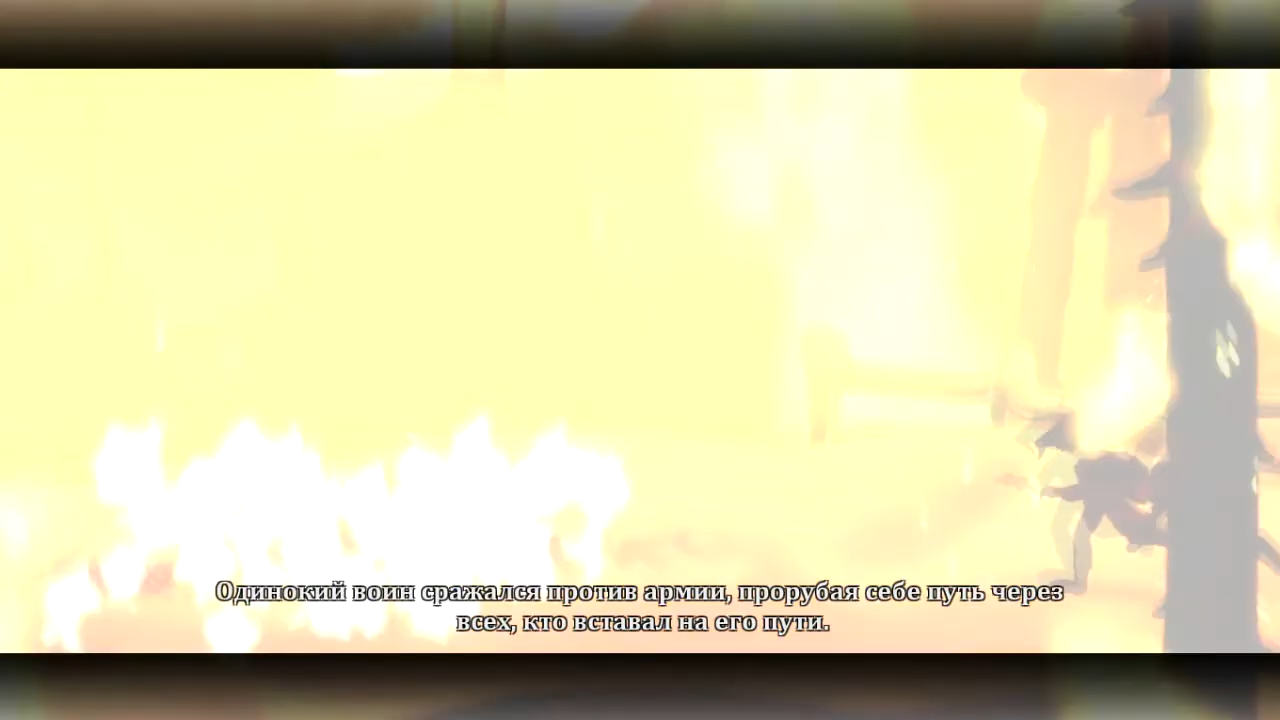 Одинокий воин сражался против армии, прорубая себе путь через
всех, кто вставал на его пути.